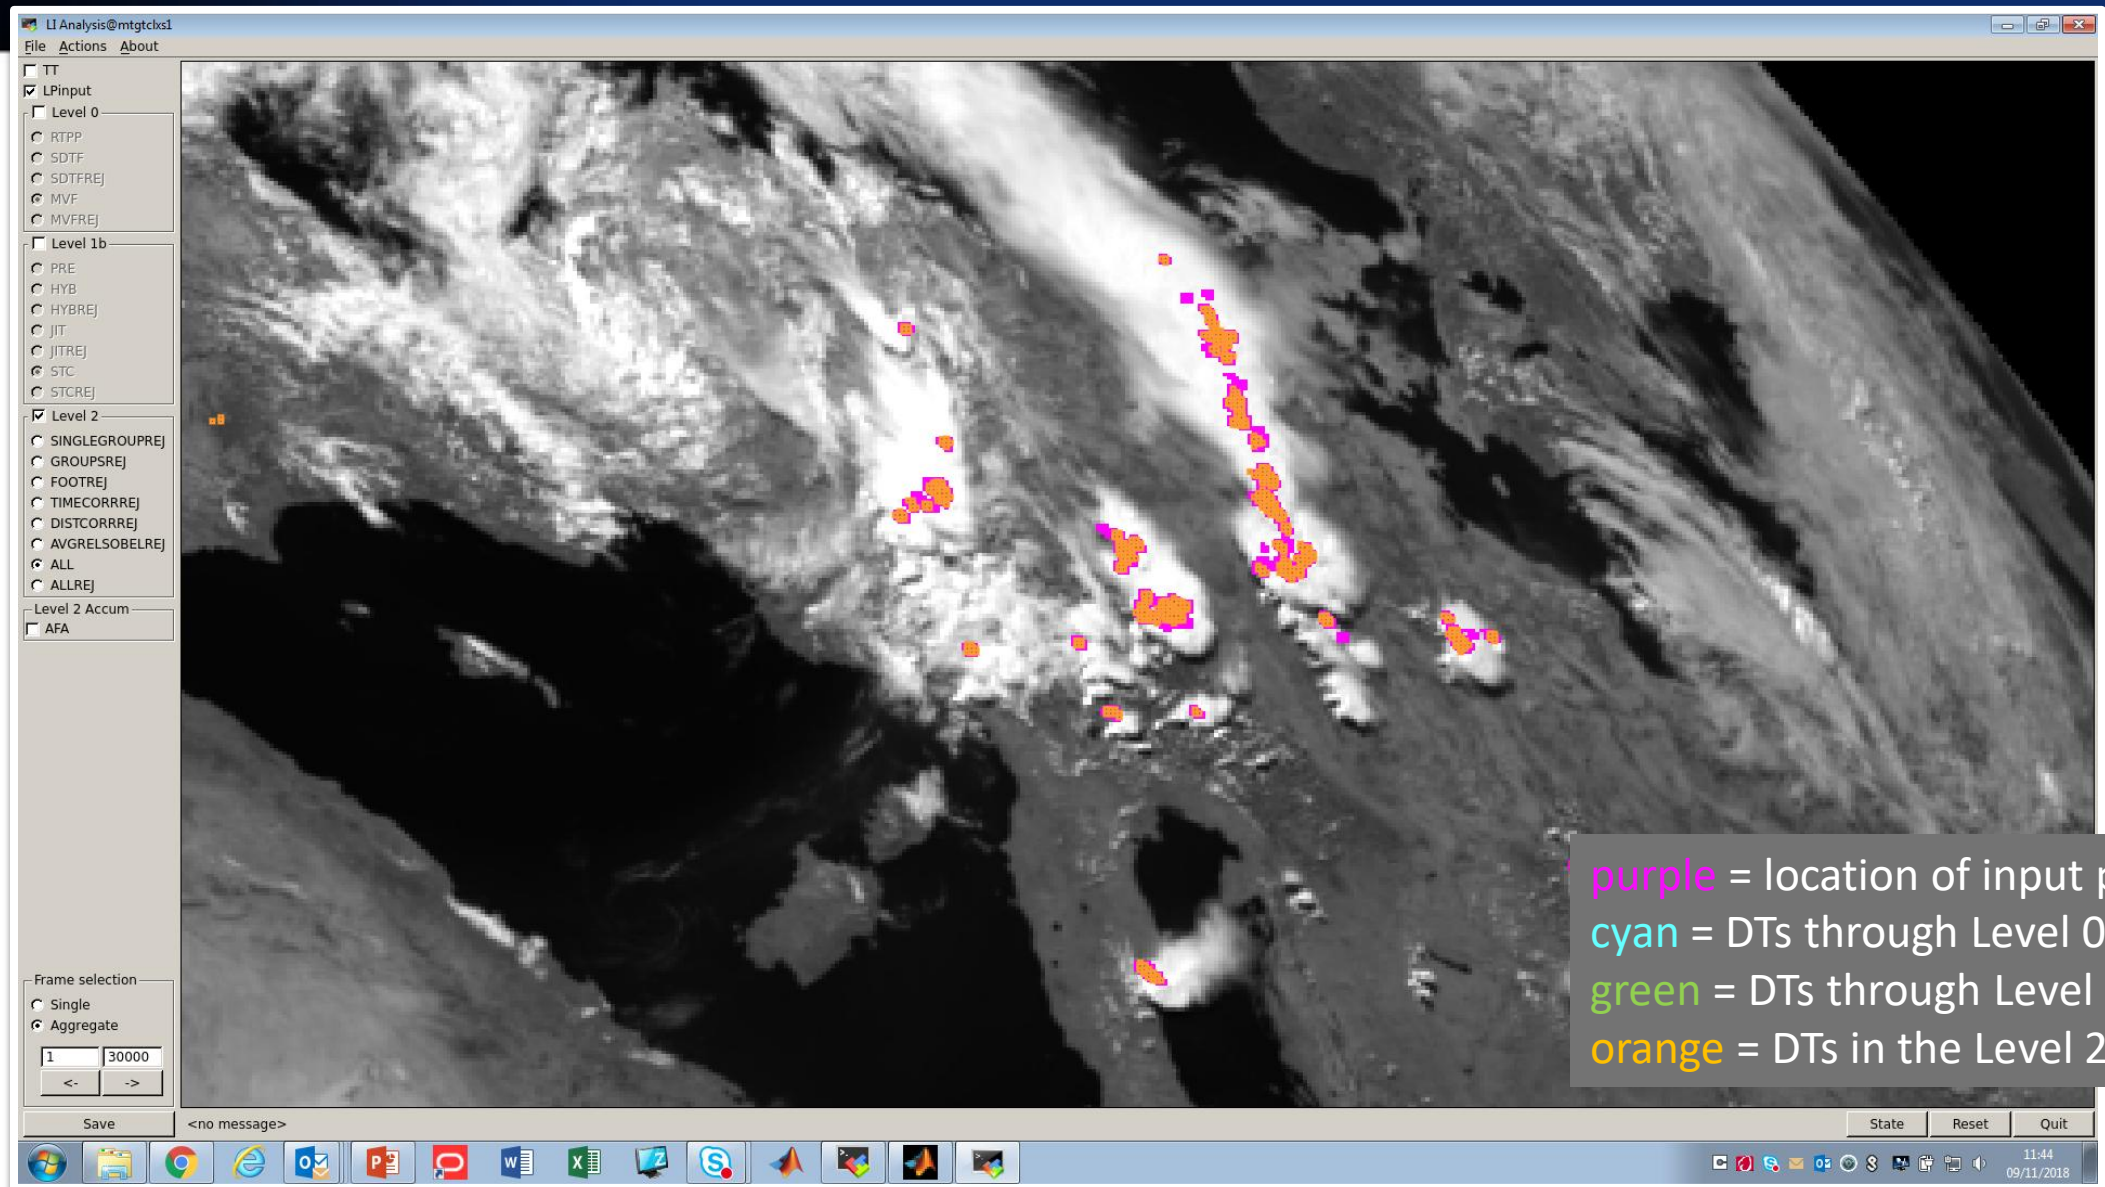 LI Analysis@mtgtclxs1
File Actions About
TT
LPinput
Level 0
RTPP
SDTF
SDTFREJ
MVF
MVFREJ
Level 1b
PRE
HYB
HYBREJ
JIT
JITREJ
STC
STCREJ
Level 2
SINGLEGROUPREJ
GROUPSREJ
FOOTREJ
TIMECORRREJ
DISTCORRREJ
AVGRELSOBELREJ
ALL
ALLREJ
Level 2 Accum
AFA
Frame selection
Single
Aggregate
1 30000
<- ->
Save <no message> State Reset Quit
purple = location of input p
cyan = DTs through Level 0
green = DTs through Level
orange = DTs in the Level 2
11:44
09/11/2018